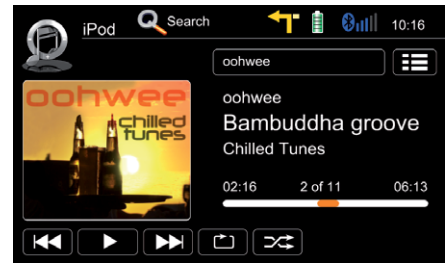 iPod Search 10:16
oohwee
oohwee
chilled
tunes
oohwee
Bambuddha groove
Chilled Tunes
02:16 2 of 11 06:13